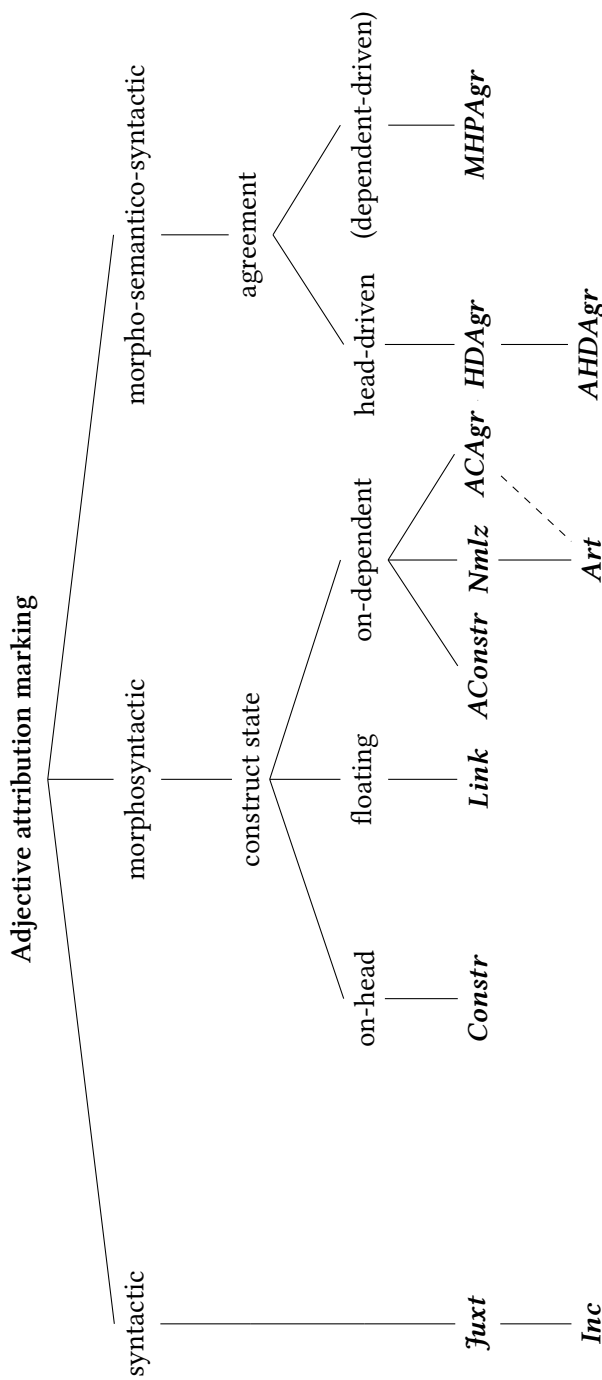 Adjective attribution marking
syntactic morphosyntactic morpho-semantico-syntactic
construct state agreement
on-head floating on-dependent head-driven (dependent-driven)
Juxt Constr Link AConstr Nmlz ACAgr HDAgr MHPAgr
Inc Art AHDAgr